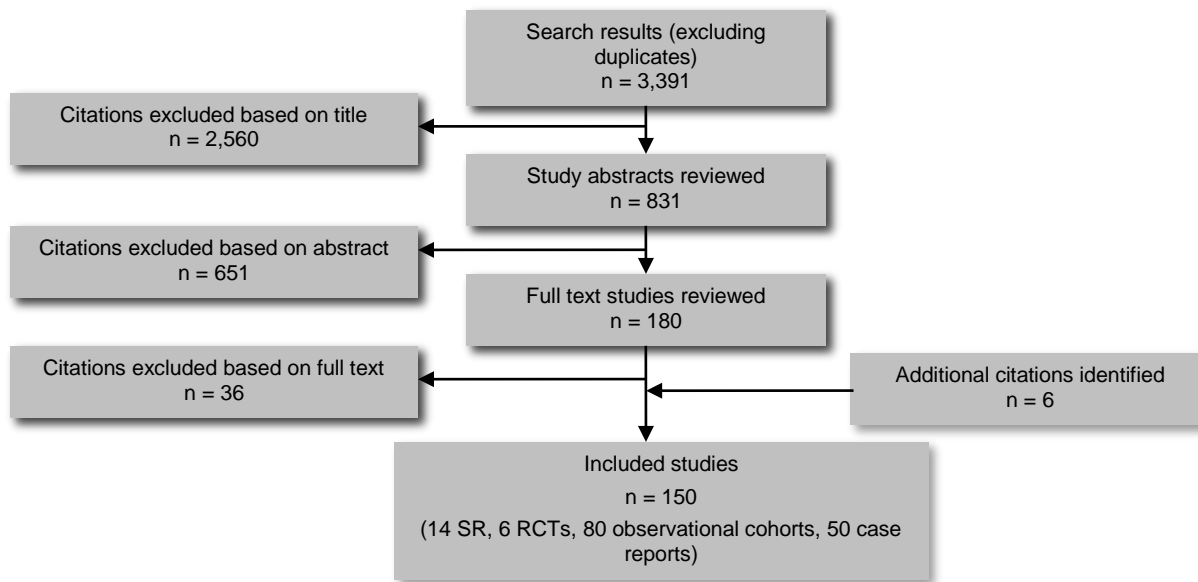 Search results (excluding
duplicates)
n = 3,391
Citations excluded based on title
n = 2,560
Study abstracts reviewed
n = 831
Citations excluded based on abstract
n = 651
Full text studies reviewed
n = 180
Citations excluded based on full text
n = 36
Additional citations identified
n = 6
Included studies
n = 150
(14 SR, 6 RCTs, 80 observational cohorts, 50 case
reports)